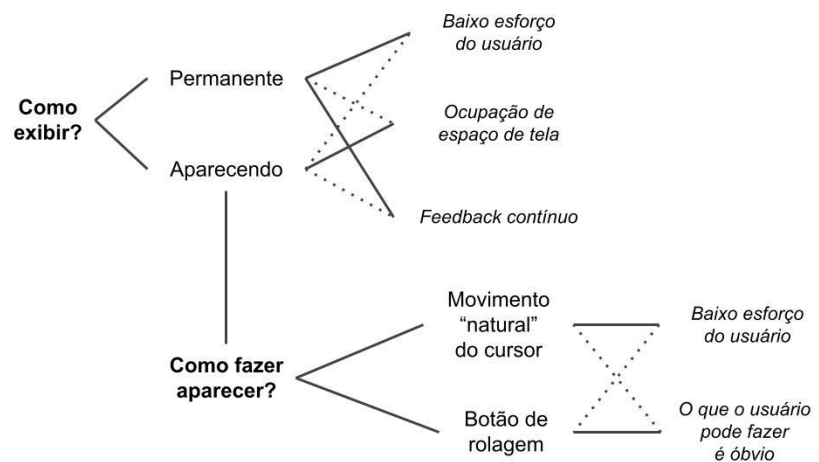 Como
exibir?
Permanente
Aparecendo
Baixo esforço
do usuário
Ocupação de
espaço de tela
Feedback contínuo
Como fazer
aparecer?
Movimento
“natural”
do cursor
Botão de
rolagem
Baixo esforço
do usuário
O que o usuário
pode fazer
é óbvio